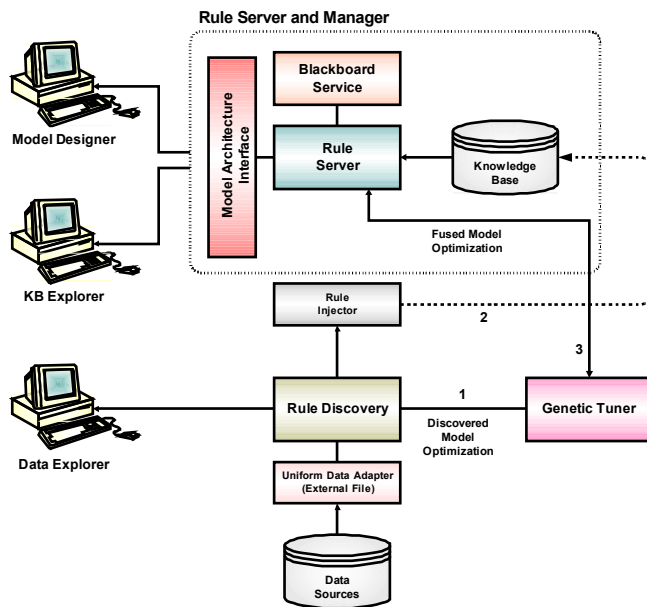 Rule Server and Manager
Blackboard
Service
Model Architecture
Interface
Rule
Server
Knowledge
Base
Model Designer
Fused Model
Optimization
KB Explorer
Rule
Injector
2
3
Rule Discovery
1
Genetic Tuner
Discovered
Model
Optimization
Data Explorer
Uniform Data Adapter
(External File)
Data
Sources